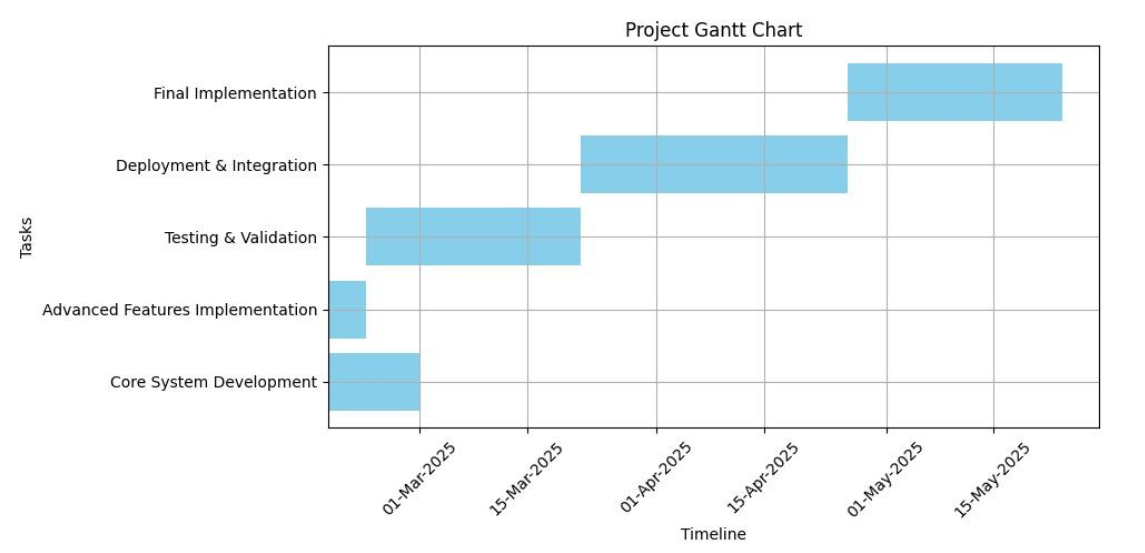 Project Gantt Chart
Final Implementation
Deployment & Integration
Testing & Validation
Advanced Features Implementation
Core System Development
Tasks
01-Mar-2025
15-Mar-2025
01-Apr-2025
15-Apr-2025
01-May-2025
15-May-2025
Timeline